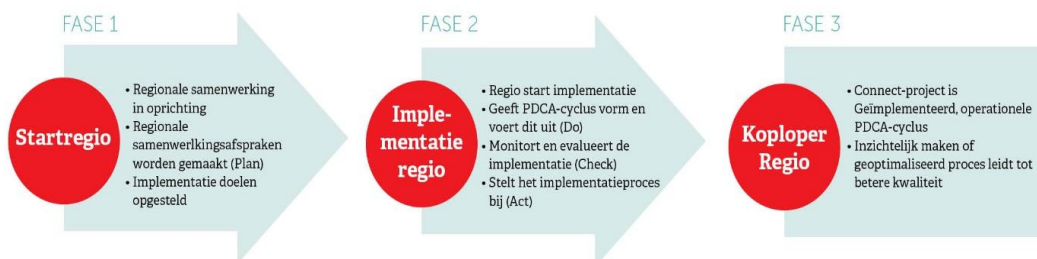 FASE 1
Startregio
• Regionale samenwerking
in oprichting
• Regionale
samenwerlkingsafspraken
worden gemaakt (Plan)
• Implementatie doelen
opgesteld
FASE 2
Imple-
mentatie
regio
• Regio start implementatie
• Geeft PDCA-cyclus vorm en
voert dit uit (Do)
• Monitort en evalueert de
implementatie (Check)
• Stelt het implementatieproces
bij (Act)
FASE 3
Koploper
Regio
• Connect-project is
Geïmplementeerd, operationele
PDCA-cyclus
• Inzichtelijk maken of
geoptimaliseerd proces leidt tot
betere kwaliteit